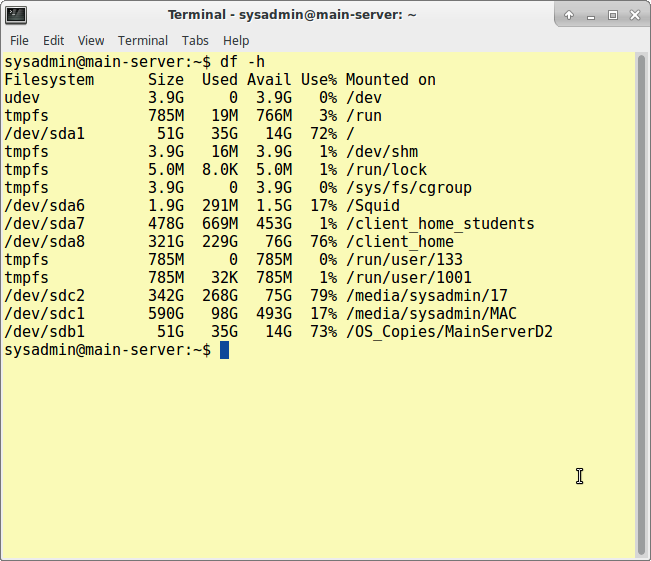 Terminal - sysadmin@main-server: ~
File Edit View Terminal Tabs Help
sysadmin@main-server:~$ df -h
Filesystem      Size  Used Avail Use% Mounted on
udev            3.9G     0  3.9G   0% /dev
tmpfs           785M   19M  766M   3% /run
/dev/sda1        51G   35G   14G  72% /
tmpfs           3.9G   16M  3.9G   1% /dev/shm
tmpfs           5.0M  8.0K  5.0M   1% /run/lock
tmpfs           3.9G     0  3.9G   0% /sys/fs/cgroup
/dev/sda6       1.9G  291M  1.5G  17% /Squid
/dev/sda7       478G  669M  453G   1% /client_home_students
/dev/sda8       321G  229G   76G  76% /client_home
tmpfs           785M     0  785M   0% /run/user/133
tmpfs           785M   32K  785M   1% /run/user/1001
/dev/sdc2       342G  268G   75G  79% /media/sysadmin/17
/dev/sdc1       590G   98G  493G  17% /media/sysadmin/MAC
/dev/sdb1        51G   35G   14G  73% /OS_Copies/MainServerD2
sysadmin@main-server:~$